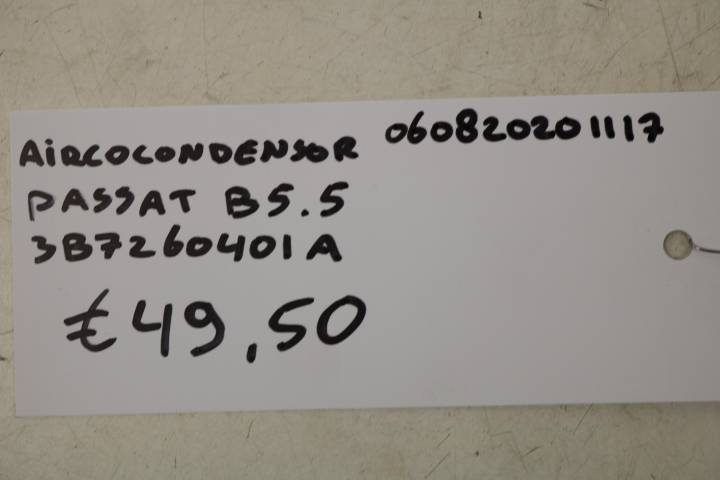 AIRCOCONDENSOR 060820201117
PASSAT B5.5
3B7260401A
€49,50